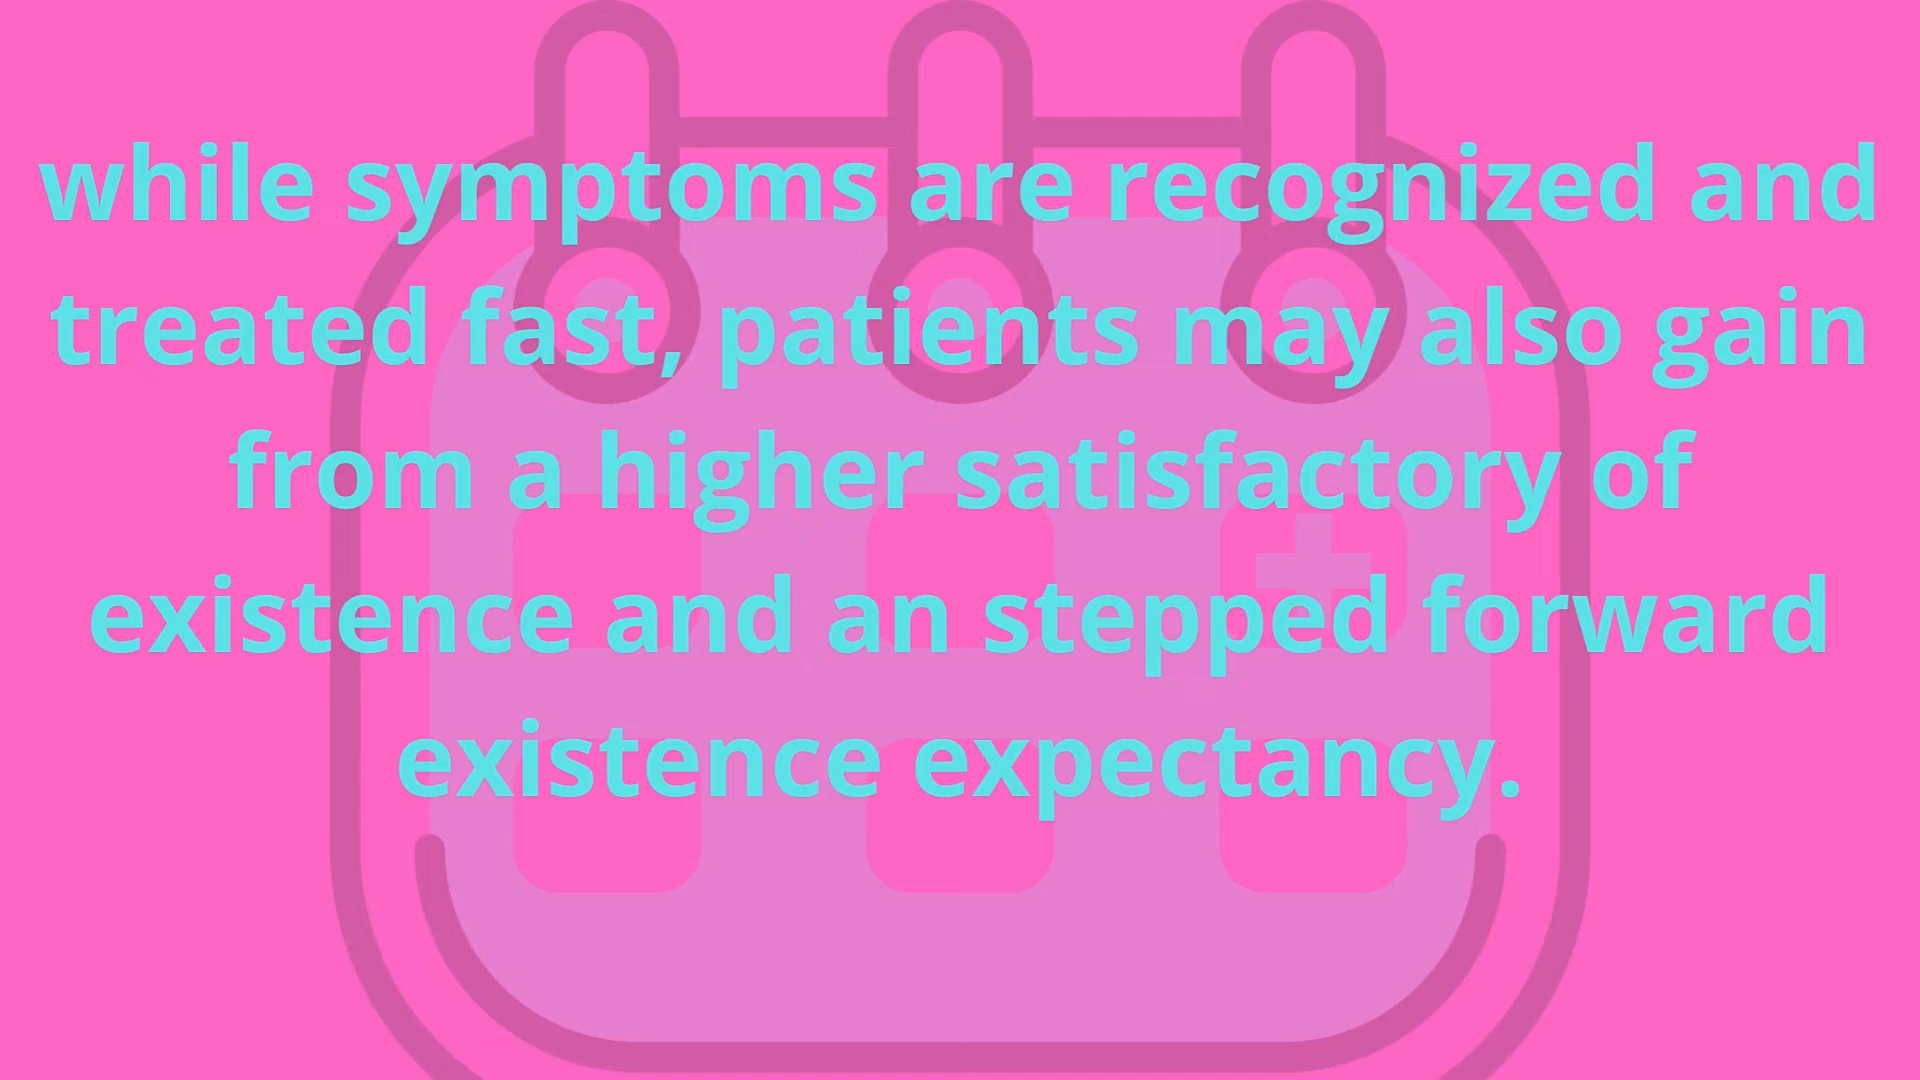 while symptoms are recognized and
treated fast, patients may also gain
from a higher satisfactory of
existence and an stepped forward
existence expectancy.